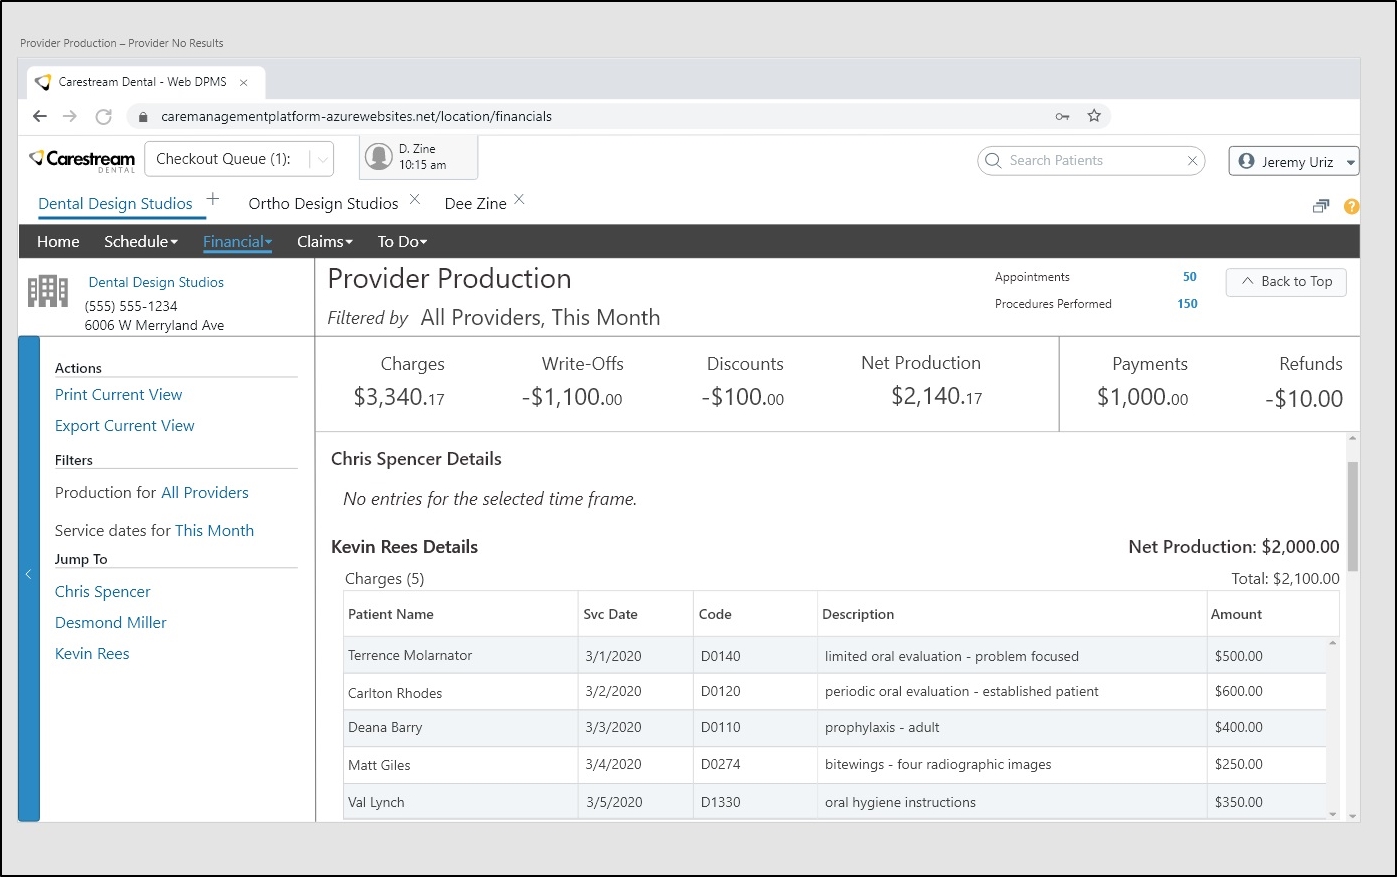 Provider Production – Provider No Results
Carestream Dental - Web DPMS
caremanagementplatform-azurewebsites.net/location/financials
Carestream
DENTAL
Checkout Queue (1):
D. Zine
10:15 am
Search Patients
Jeremy Uriz
Dental Design Studios
Ortho Design Studios
Dee Zine
?
Home Schedule Financial Claims To Do
Dental Design Studios
(555) 555-1234
6006 W Merryland Ave
Provider Production
Filtered by All Providers, This Month
Appointments 50
Procedures Performed 150
Back to Top
Charges Write-Offs Discounts Net Production Payments Refunds
$3,340.17 -$1,100.00 -$100.00 $2,140.17 $1,000.00 -$10.00
Actions
Print Current View
Export Current View
Filters
Production for All Providers
Service dates for This Month
Jump To
Chris Spencer
Desmond Miller
Kevin Rees
Chris Spencer Details
No entries for the selected time frame.
Kevin Rees Details Net Production: $2,000.00
Charges (5) Total: $2,100.00
Patient Name Svc Date Code Description Amount
Terrence Molarnator 3/1/2020 D0140 limited oral evaluation - problem focused $500.00
Carlton Rhodes 3/2/2020 D0120 periodic oral evaluation - established patient $600.00
Deana Barry 3/3/2020 D0110 prophylaxis - adult $400.00
Matt Giles 3/4/2020 D0274 bitewings - four radiographic images $250.00
Val Lynch 3/5/2020 D1330 oral hygiene instructions $350.00